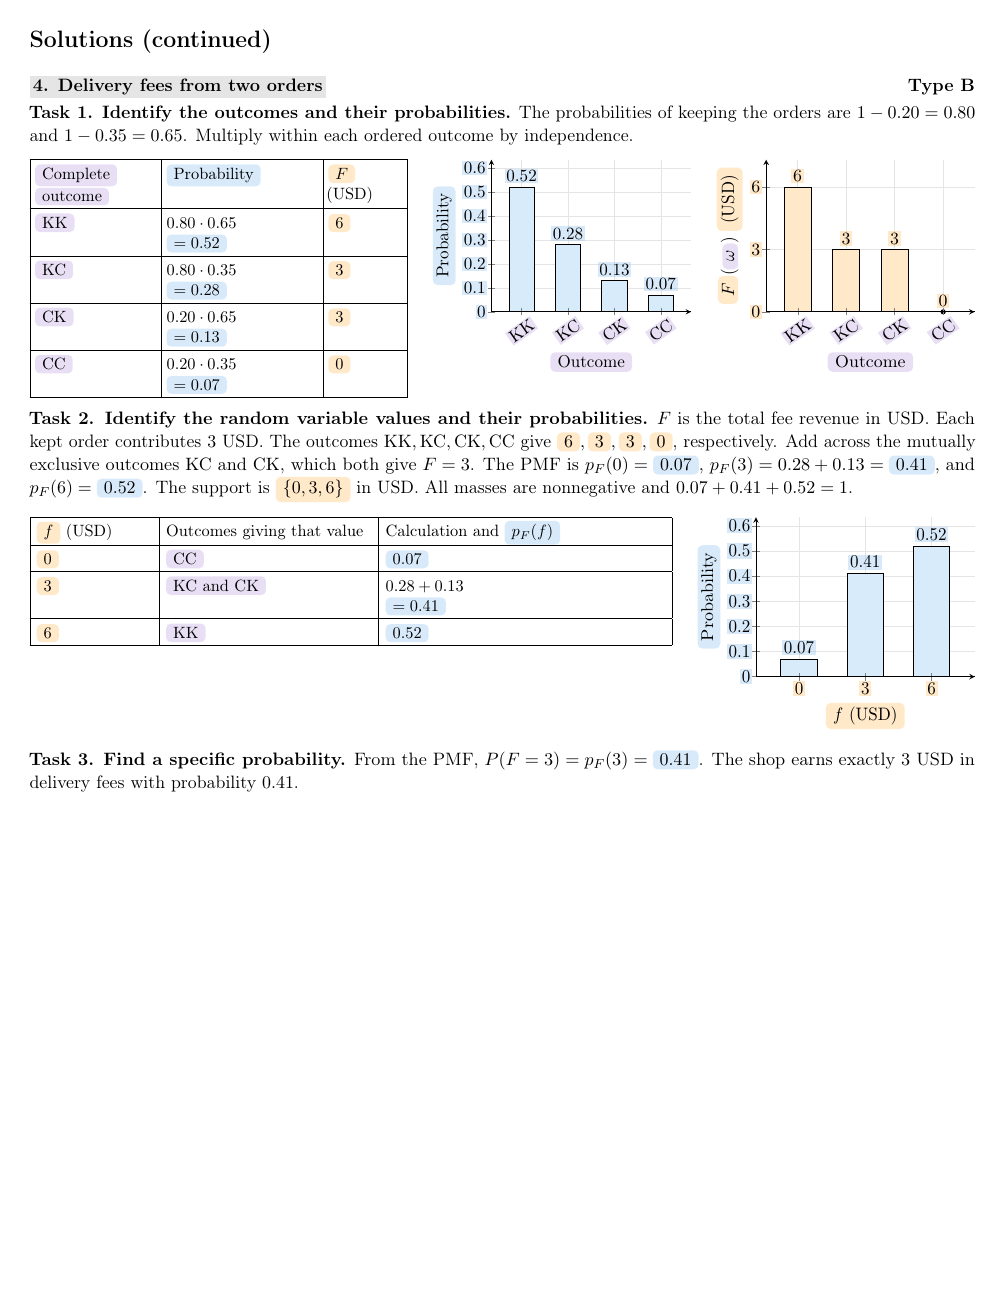 Solutions (continued)
4. Delivery fees from two orders
Type B
Task 1. Identify the outcomes and their probabilities. The probabilities of keeping the orders are 1 − 0.20 = 0.80
and 1 − 0.35 = 0.65. Multiply within each ordered outcome by independence.
Complete outcome
Probability
F (USD)
KK
0.80 · 0.65
= 0.52
6
KC
0.80 · 0.35
= 0.28
3
CK
0.20 · 0.65
= 0.13
3
CC
0.20 · 0.35
= 0.07
0
Probability
0.6
0.5
0.4
0.3
0.2
0.1
0
0.52
0.28
0.13
0.07
KK KC CK CC
Outcome
F(ω) (USD)
6
3
0
6
3
3
0
KK KC CK CC
Outcome
Task 2. Identify the random variable values and their probabilities. F is the total fee revenue in USD. Each
kept order contributes 3 USD. The outcomes KK, KC, CK, CC give 6, 3, 3, 0, respectively. Add across the mutually
exclusive outcomes KC and CK, which both give F = 3. The PMF is p_F(0) = 0.07, p_F(3) = 0.28 + 0.13 = 0.41, and
p_F(6) = 0.52. The support is {0, 3, 6} in USD. All masses are nonnegative and 0.07 + 0.41 + 0.52 = 1.
f (USD)
Outcomes giving that value
Calculation and p_F(f)
0
CC
0.07
3
KC and CK
0.28 + 0.13
= 0.41
6
KK
0.52
Probability
0.6
0.5
0.4
0.3
0.2
0.1
0
0.07
0.41
0.52
0 3 6
f (USD)
Task 3. Find a specific probability. From the PMF, P(F = 3) = p_F(3) = 0.41. The shop earns exactly 3 USD in
delivery fees with probability 0.41.